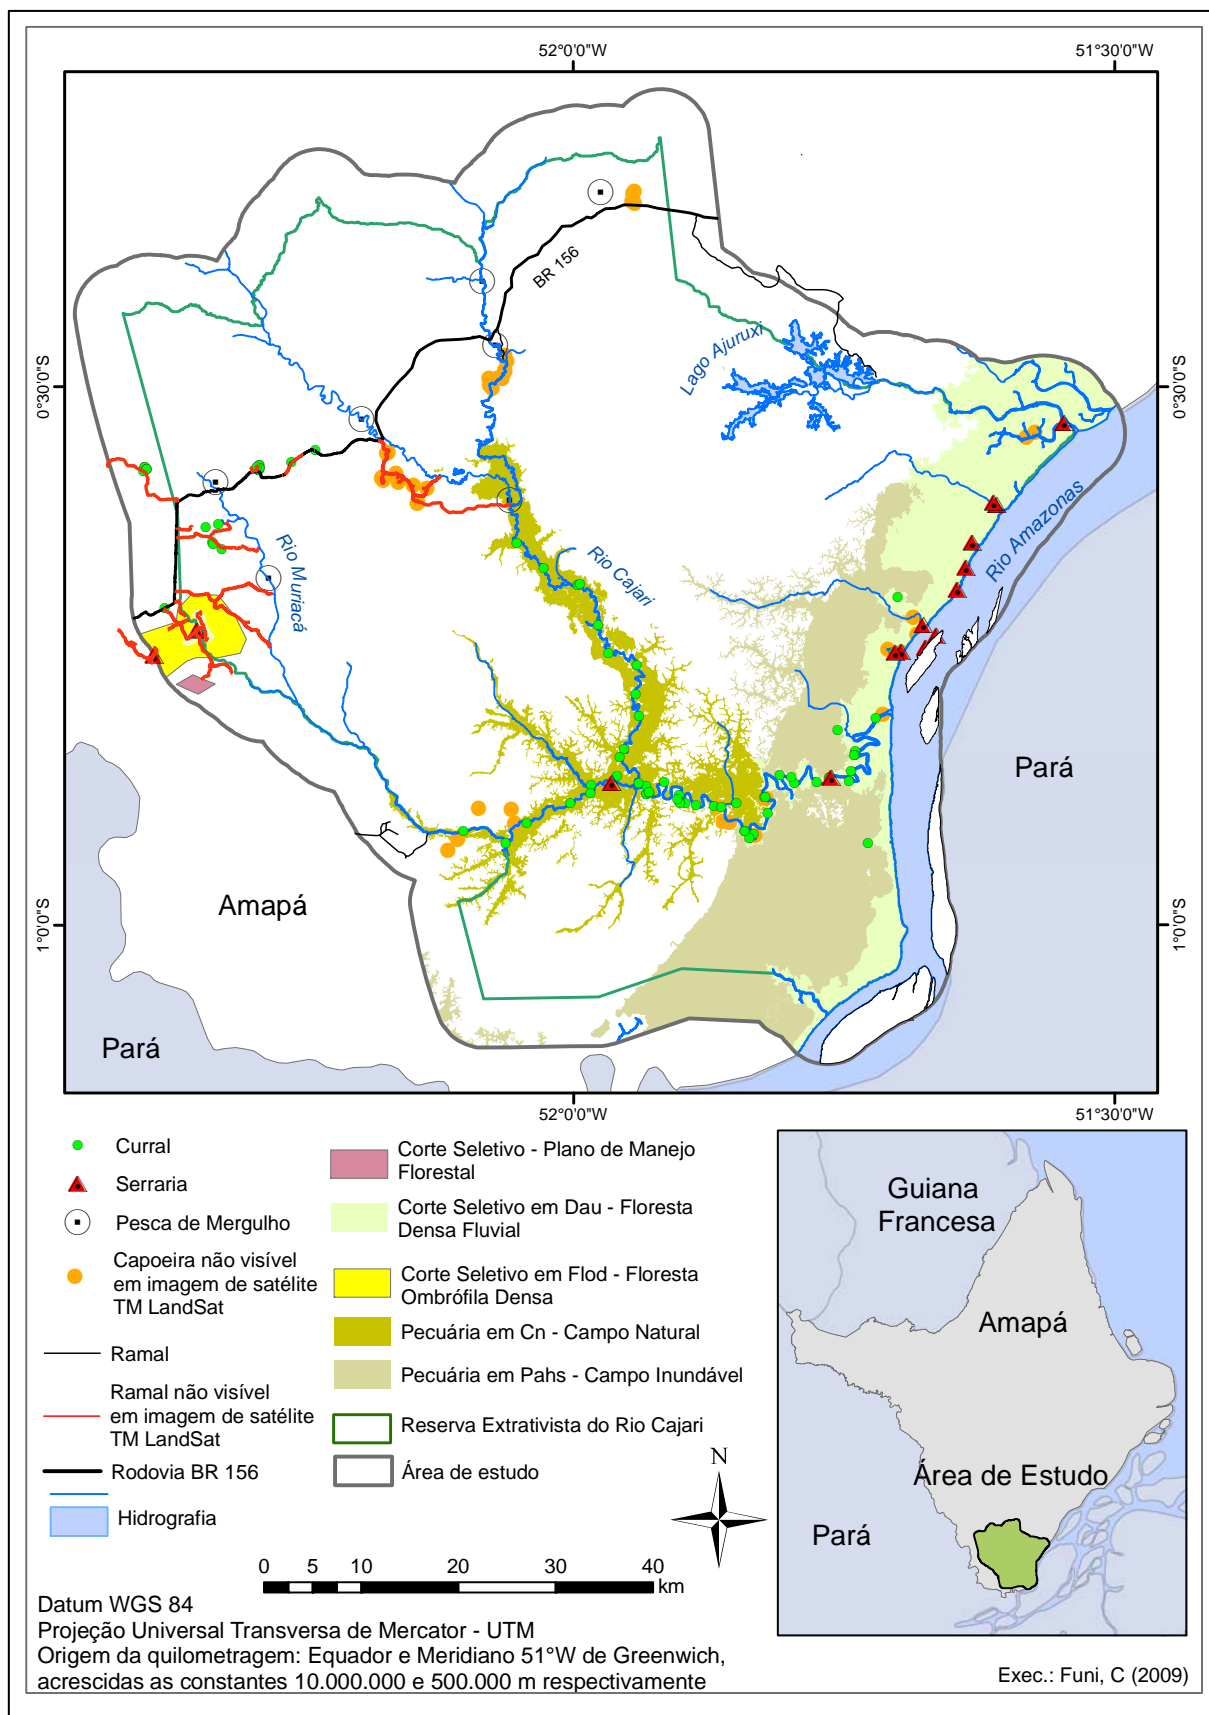 52°0'0"W
51°30'0"W
BR 156
Lago Ajuruxi
0°30'0"S
0°30'0"S
Rio Amazonas
Rio Muriacá
Rio Cajari
Pará
Amapá
1°0'0"S
1°0'0"S
Pará
52°0'0"W
51°30'0"W
Curral
Serraria
Pesca de Mergulho
Capoeira não visível
em imagem de satélite
TM LandSat
Ramal
Ramal não visível
em imagem de satélite
TM LandSat
Rodovia BR 156
Hidrografia
Corte Seletivo - Plano de Manejo
Florestal
Corte Seletivo em Dau - Floresta
Densa Fluvial
Corte Seletivo em Flod - Floresta
Ombrófila Densa
Pecuária em Cn - Campo Natural
Pecuária em Pahs - Campo Inundável
Reserva Extrativista do Rio Cajari
Área de estudo
N
Guiana
Francesa
Amapá
Área de Estudo
Pará
0 5 10 20 30 40
km
Datum WGS 84
Projeção Universal Transversa de Mercator - UTM
Origem da quilometragem: Equador e Meridiano 51°W de Greenwich,
acrescidas as constantes 10.000.000 e 500.000 m respectivamente
Exec.: Funi, C (2009)